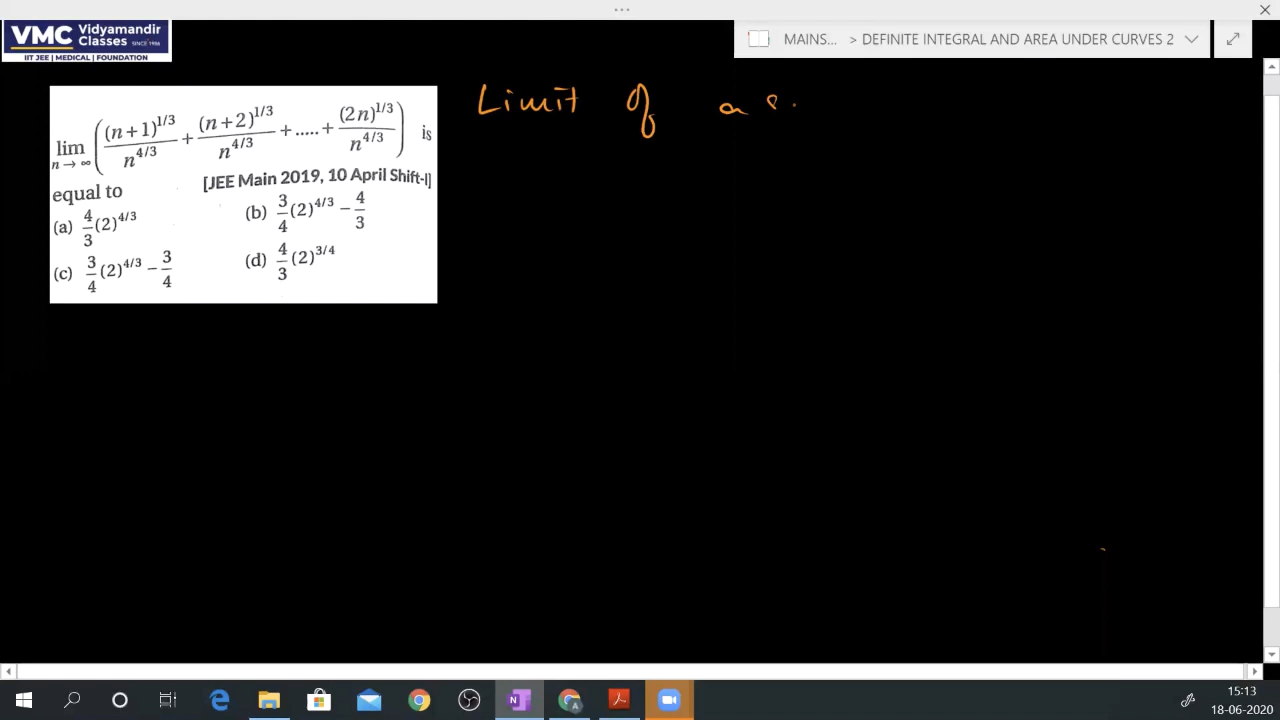 VMC Vidyamandir Classes SINCE 1986
IIT JEE | MEDICAL | FOUNDATION
MAINS... > DEFINITE INTEGRAL AND AREA UNDER CURVES 2
Limit of a s.
lim n→∞ ((n+1)^1/3 / n^4/3 + (n+2)^1/3 / n^4/3 + ..... + (2n)^1/3 / n^4/3) is
equal to [JEE Main 2019, 10 April Shift-I]
(a) 4/3 (2)^4/3 (b) 3/4 (2)^4/3 − 4/3
(c) 3/4 (2)^4/3 − 3/4 (d) 4/3 (2)^3/4
15:13
18-06-2020